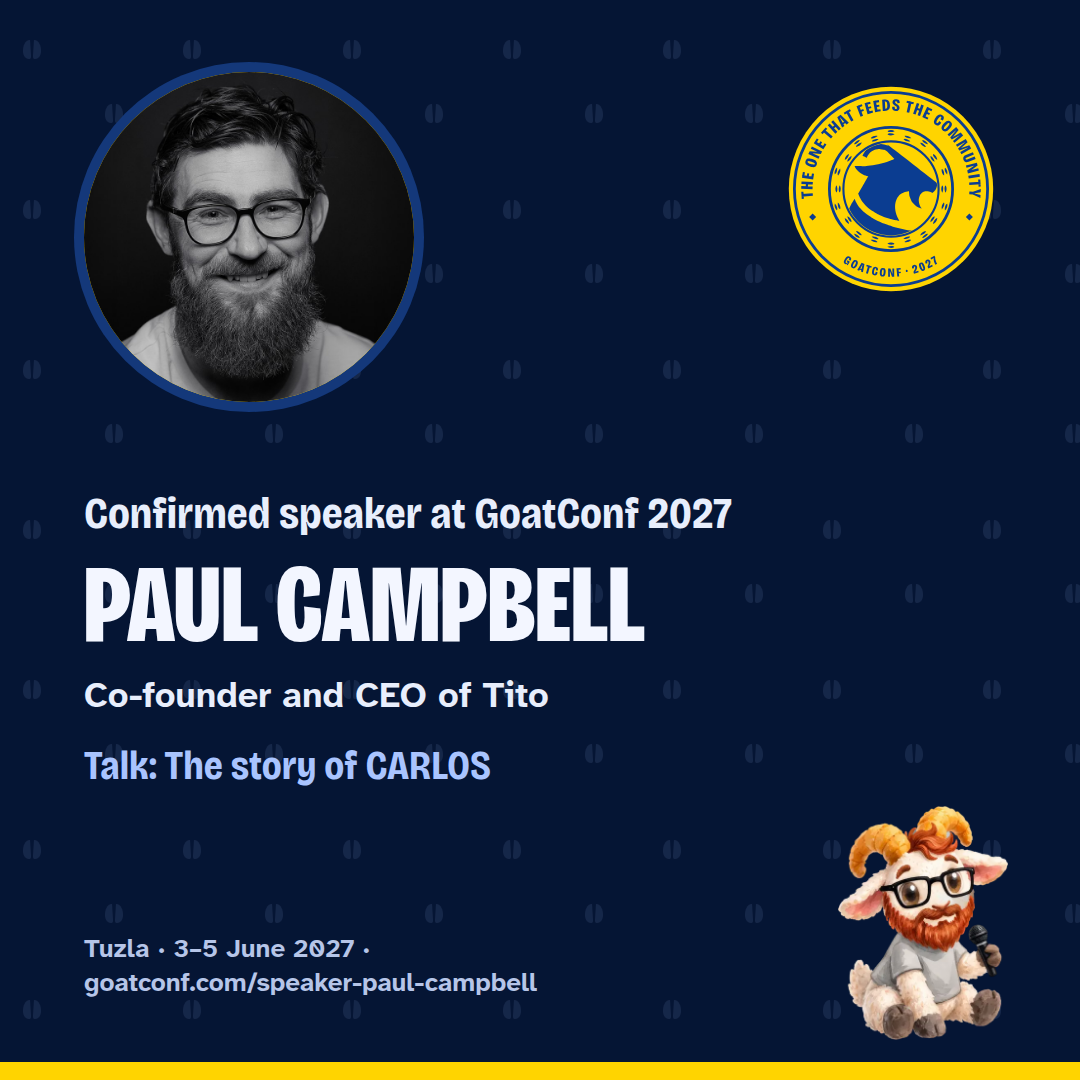 THE ONE THAT FEEDS THE COMMUNITY
GOATCONF · 2027
Confirmed speaker at GoatConf 2027
PAUL CAMPBELL
Co-founder and CEO of Tito
Talk: The story of CARLOS
Tuzla · 3–5 June 2027 ·
goatconf.com/speaker-paul-campbell